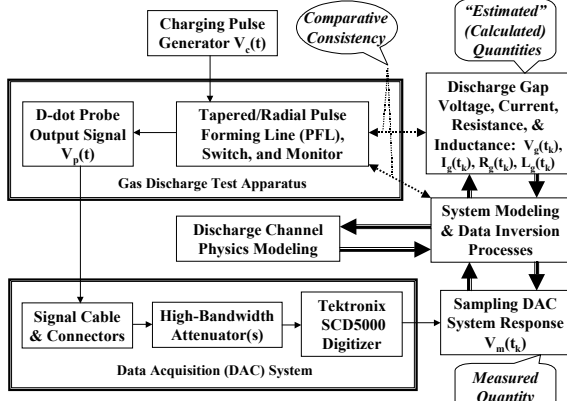 Charging Pulse
Generator V_c(t)
Comparative
Consistency
"Estimated"
(Calculated)
Quantities
D-dot Probe
Output Signal
V_p(t)
Tapered/Radial Pulse
Forming Line (PFL),
Switch, and Monitor
Gas Discharge Test Apparatus
Discharge Gap
Voltage, Current,
Resistance, &
Inductance: V_g(t_k),
I_g(t_k), R_g(t_k), L_g(t_k)
Discharge Channel
Physics Modeling
System Modeling
& Data Inversion
Processes
Signal Cable
& Connectors
High-Bandwidth
Attenuator(s)
Tektronix
SCD5000
Digitizer
Data Acquisition (DAC) System
Sampling DAC
System Response
V_m(t_k)
Measured
Quantity